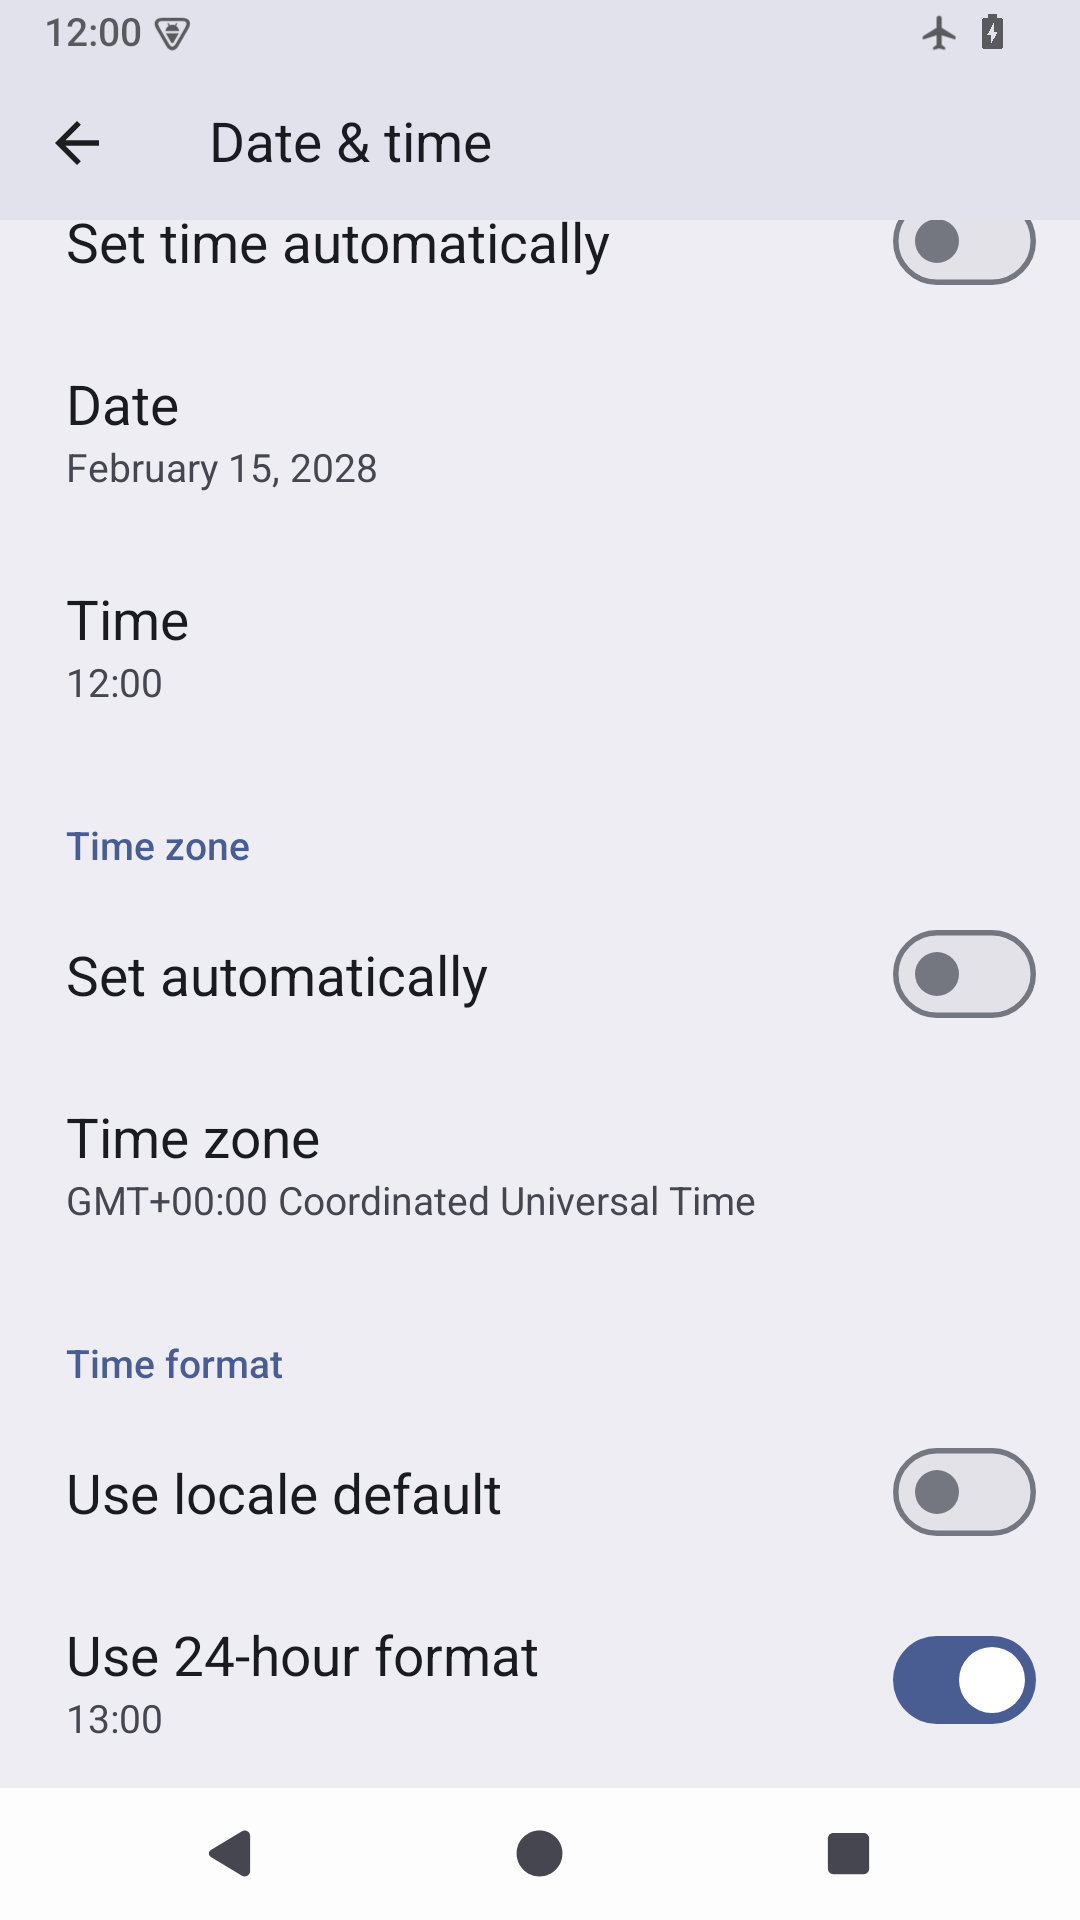 12:00
Date & time
Set time automatically
Date
February 15, 2028
Time
12:00
Time zone
Set automatically
Time zone
GMT+00:00 Coordinated Universal Time
Time format
Use locale default
Use 24-hour format
13:00